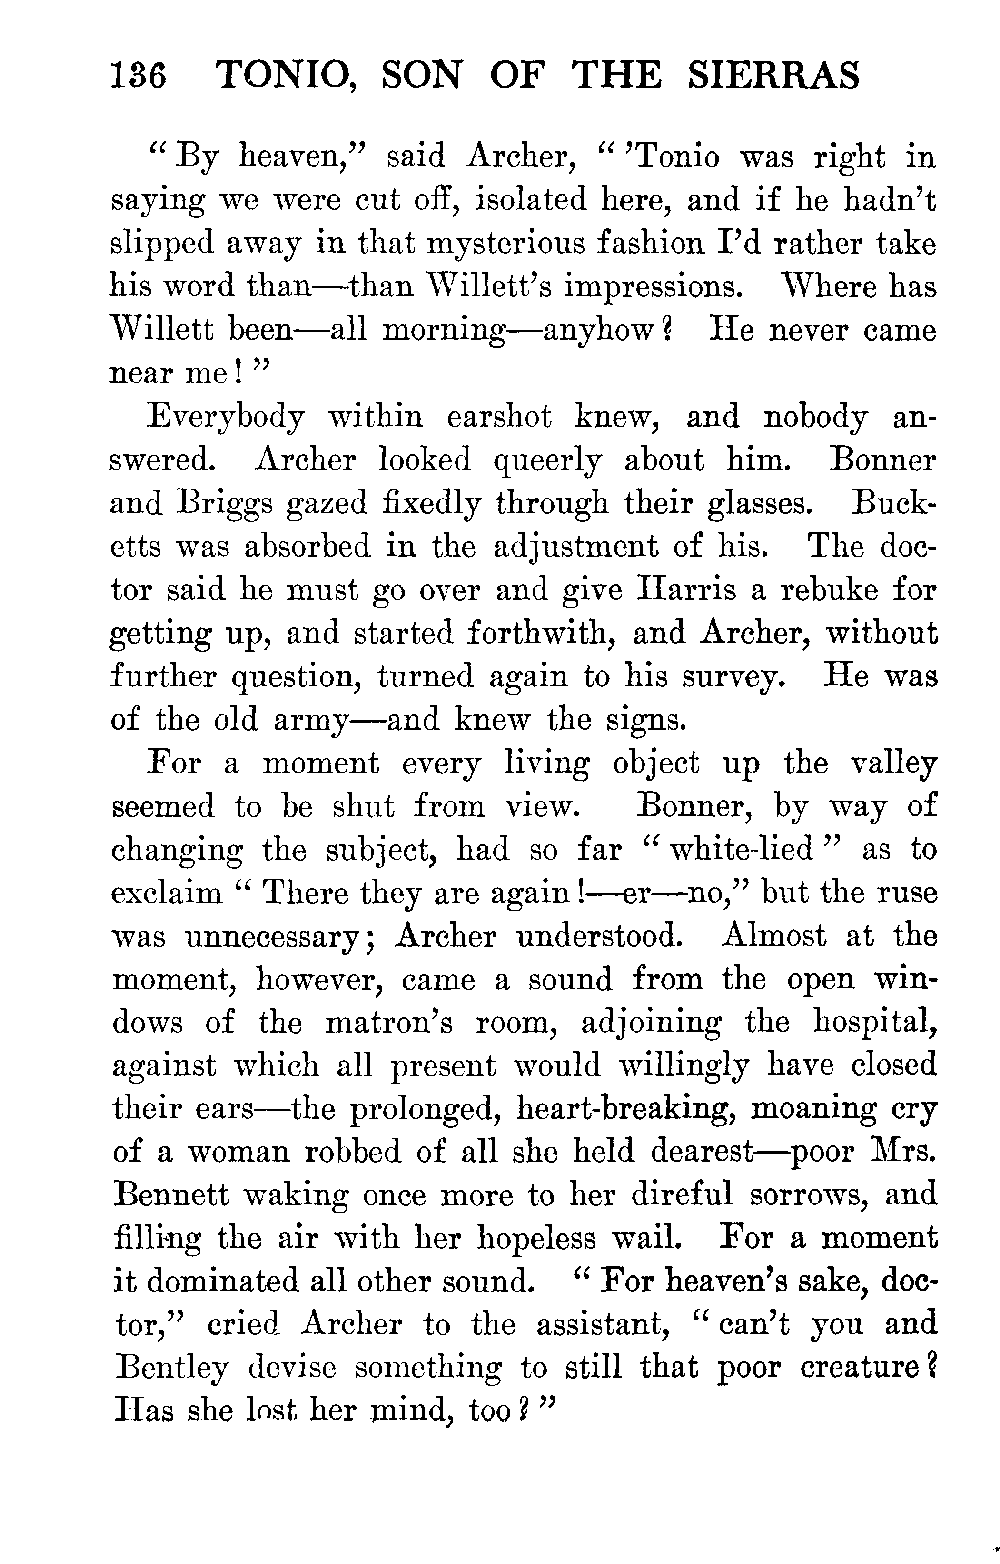 136 TONIO, SON OF THE SIERRAS
“ By heaven,” said Archer, “ ’Tonio was right in
saying we were cut off, isolated here, and if he hadn’t
slipped away in that mysterious fashion I’d rather take
his word than—than Willett’s impressions. Where has
Willett been—all morning—anyhow? He never came
near me! ”
Everybody within earshot knew, and nobody an-
swered. Archer looked queerly about him. Bonner
and Briggs gazed fixedly through their glasses. Buck-
etts was absorbed in the adjustment of his. The doc-
tor said he must go over and give Harris a rebuke for
getting up, and started forthwith, and Archer, without
further question, turned again to his survey. He was
of the old army—and knew the signs.
For a moment every living object up the valley
seemed to be shut from view. Bonner, by way of
changing the subject, had so far “ white-lied ” as to
exclaim “ There they are again!—er—no,” but the ruse
was unnecessary; Archer understood. Almost at the
moment, however, came a sound from the open win-
dows of the matron’s room, adjoining the hospital,
against which all present would willingly have closed
their ears—the prolonged, heart-breaking, moaning cry
of a woman robbed of all she held dearest—poor Mrs.
Bennett waking once more to her direful sorrows, and
filling the air with her hopeless wail. For a moment
it dominated all other sound. “ For heaven’s sake, doc-
tor,” cried Archer to the assistant, “ can’t you and
Bentley devise something to still that poor creature?
Has she lost her mind, too? ”